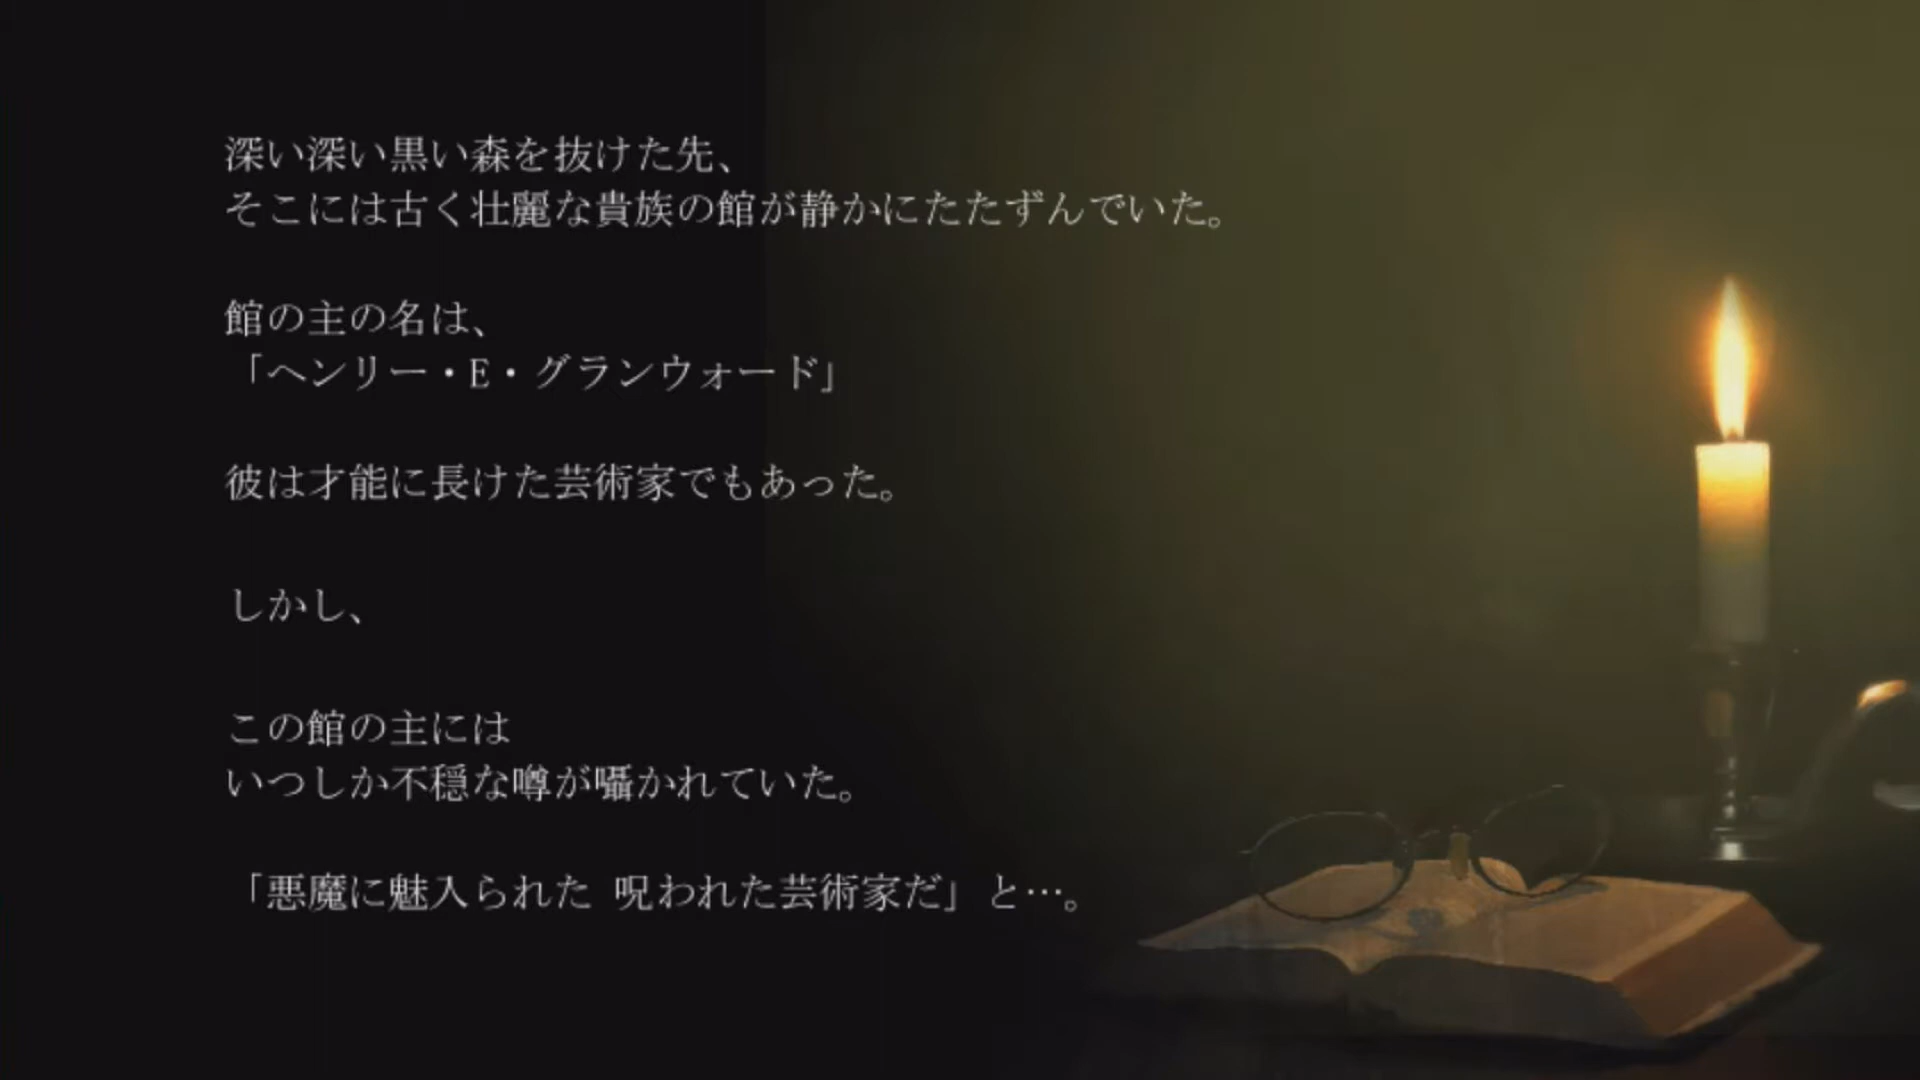 深い深い黒い森を抜けた先、
そこには古く壮麗な貴族の館が静かにたたずんでいた。
館の主の名は、
「ヘンリー・E・グランウォード」
彼は才能に長けた芸術家でもあった。
しかし、
この館の主には
いつしか不穏な噂が囁かれていた。
「悪魔に魅入られた 呪われた芸術家だ」と…。